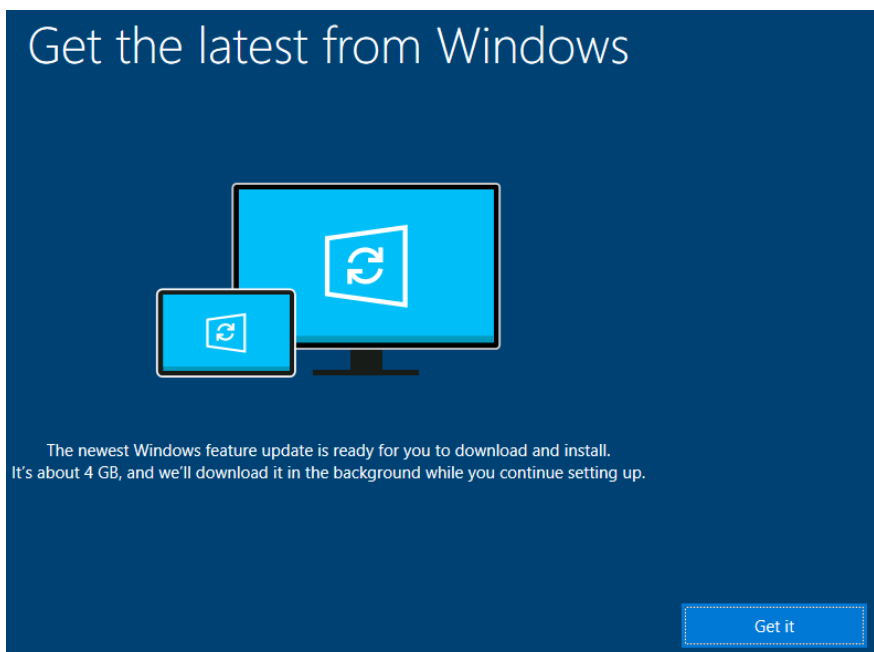 Get the latest from Windows
The newest Windows feature update is ready for you to download and install.
It's about 4 GB, and we'll download it in the background while you continue setting up.
Get it